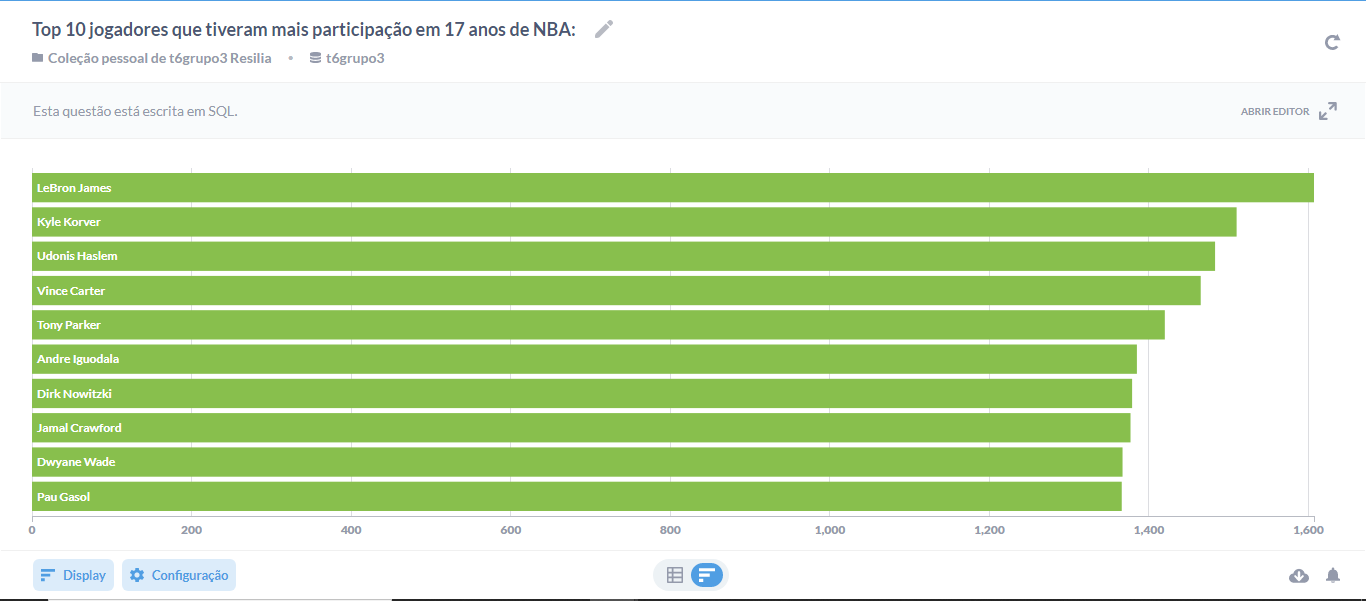 Top 10 jogadores que tiveram mais participação em 17 anos de NBA:
Coleção pessoal de t6grupo3 Resilia • t6grupo3
Esta questão está escrita em SQL.
ABRIR EDITOR
LeBron James
Kyle Korver
Udonis Haslem
Vince Carter
Tony Parker
Andre Iguodala
Dirk Nowitzki
Jamal Crawford
Dwyane Wade
Pau Gasol
0 200 400 600 800 1,000 1,200 1,400 1,600
Display Configuração